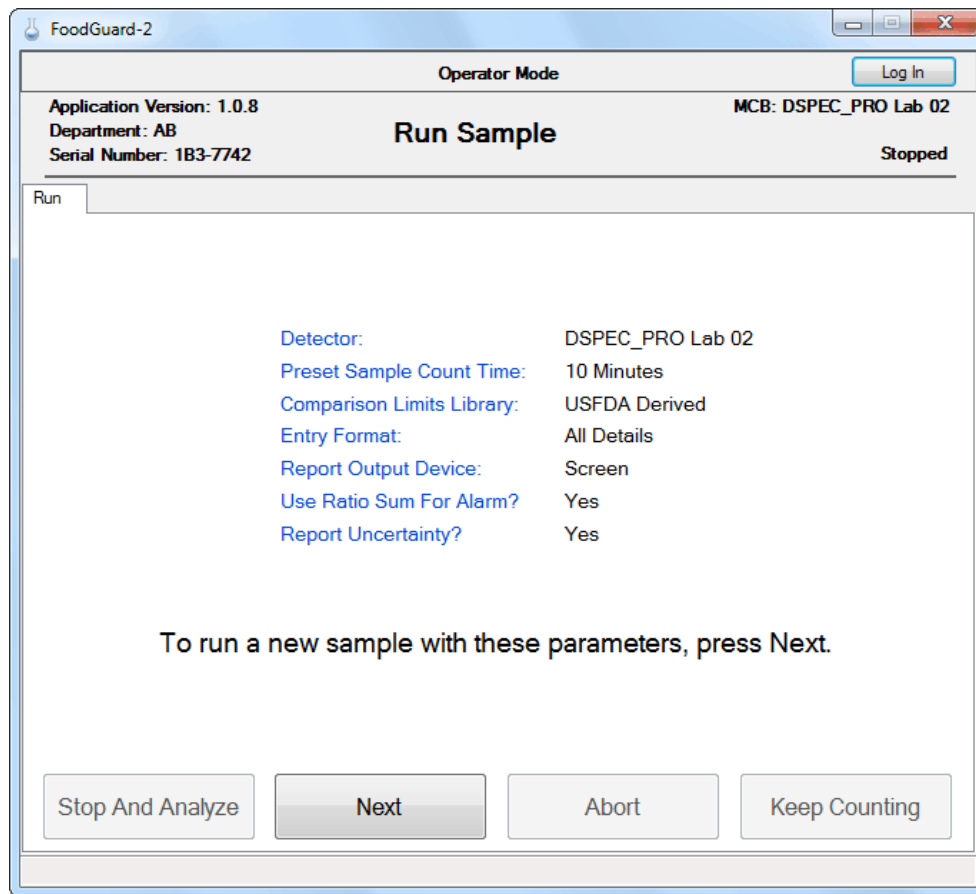 FoodGuard-2
Operator Mode
Log In
Application Version: 1.0.8
Department: AB
Serial Number: 1B3-7742
Run Sample
MCB: DSPEC_PRO Lab 02
Stopped
Run
Detector: DSPEC_PRO Lab 02
Preset Sample Count Time: 10 Minutes
Comparison Limits Library: USFDA Derived
Entry Format: All Details
Report Output Device: Screen
Use Ratio Sum For Alarm? Yes
Report Uncertainty? Yes
To run a new sample with these parameters, press Next.
Stop And Analyze
Next
Abort
Keep Counting